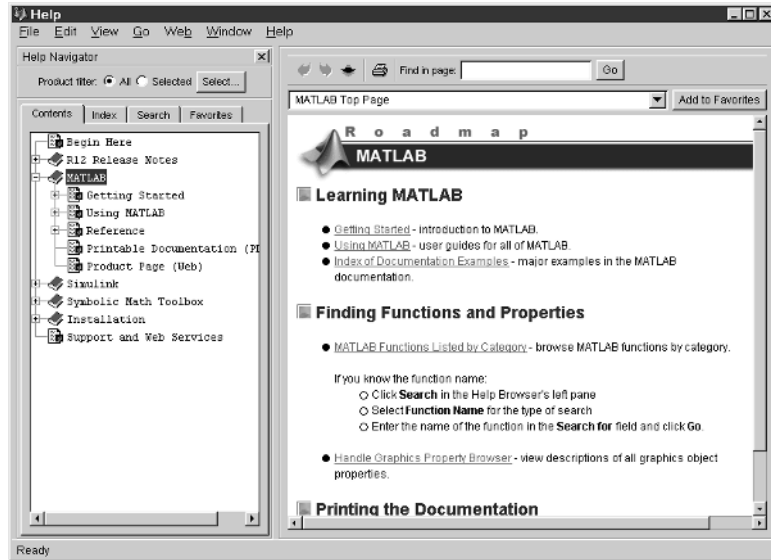 Help
File Edit View Go Web Window Help
Help Navigator
Product filter: All Selected Select...
Contents Index Search Favorites
Begin Here
R12 Release Notes
MATLAB
Getting Started
Using MATLAB
Reference
Printable Documentation (PD
Product Page (Web)
Simulink
Symbolic Math Toolbox
Installation
Support and Web Services
Find in page: Go
MATLAB Top Page Add to Favorites
Roadmap
MATLAB
Learning MATLAB
Getting Started - introduction to MATLAB.
Using MATLAB - user guides for all of MATLAB.
Index of Documentation Examples - major examples in the MATLAB
documentation.
Finding Functions and Properties
MATLAB Functions Listed by Category - browse MATLAB functions by category.
If you know the function name:
Click Search in the Help Browser's left pane
Select Function Name for the type of search
Enter the name of the function in the Search for field and click Go.
Handle Graphics Property Browser - view descriptions of all graphics object
properties.
Printing the Documentation
Ready